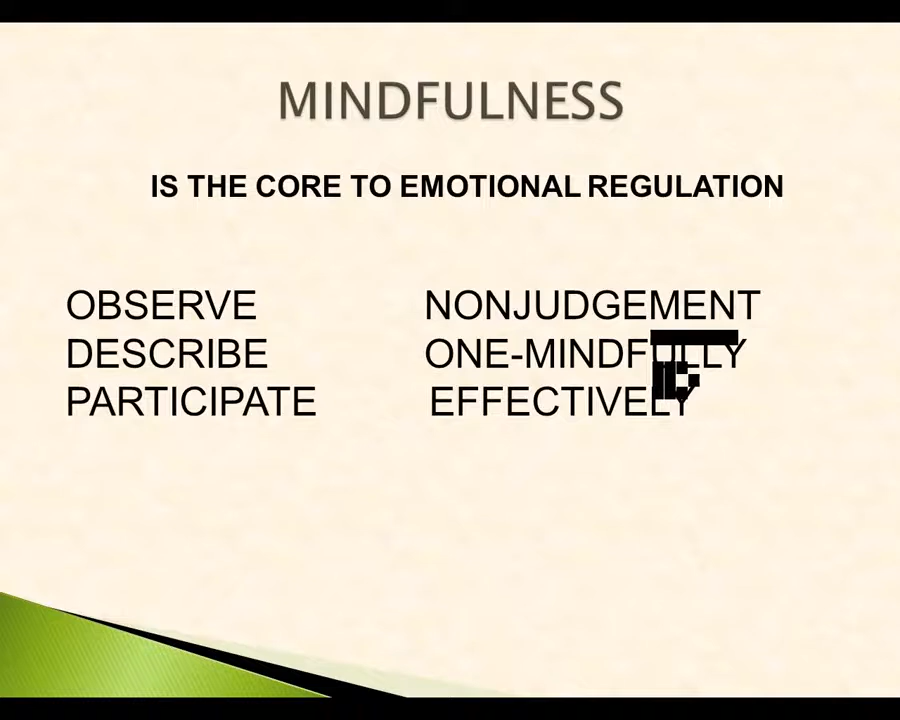 MINDFULNESS
IS THE CORE TO EMOTIONAL REGULATION
OBSERVE NONJUDGEMENT
DESCRIBE ONE-MINDFULLY
PARTICIPATE EFFECTIVELY